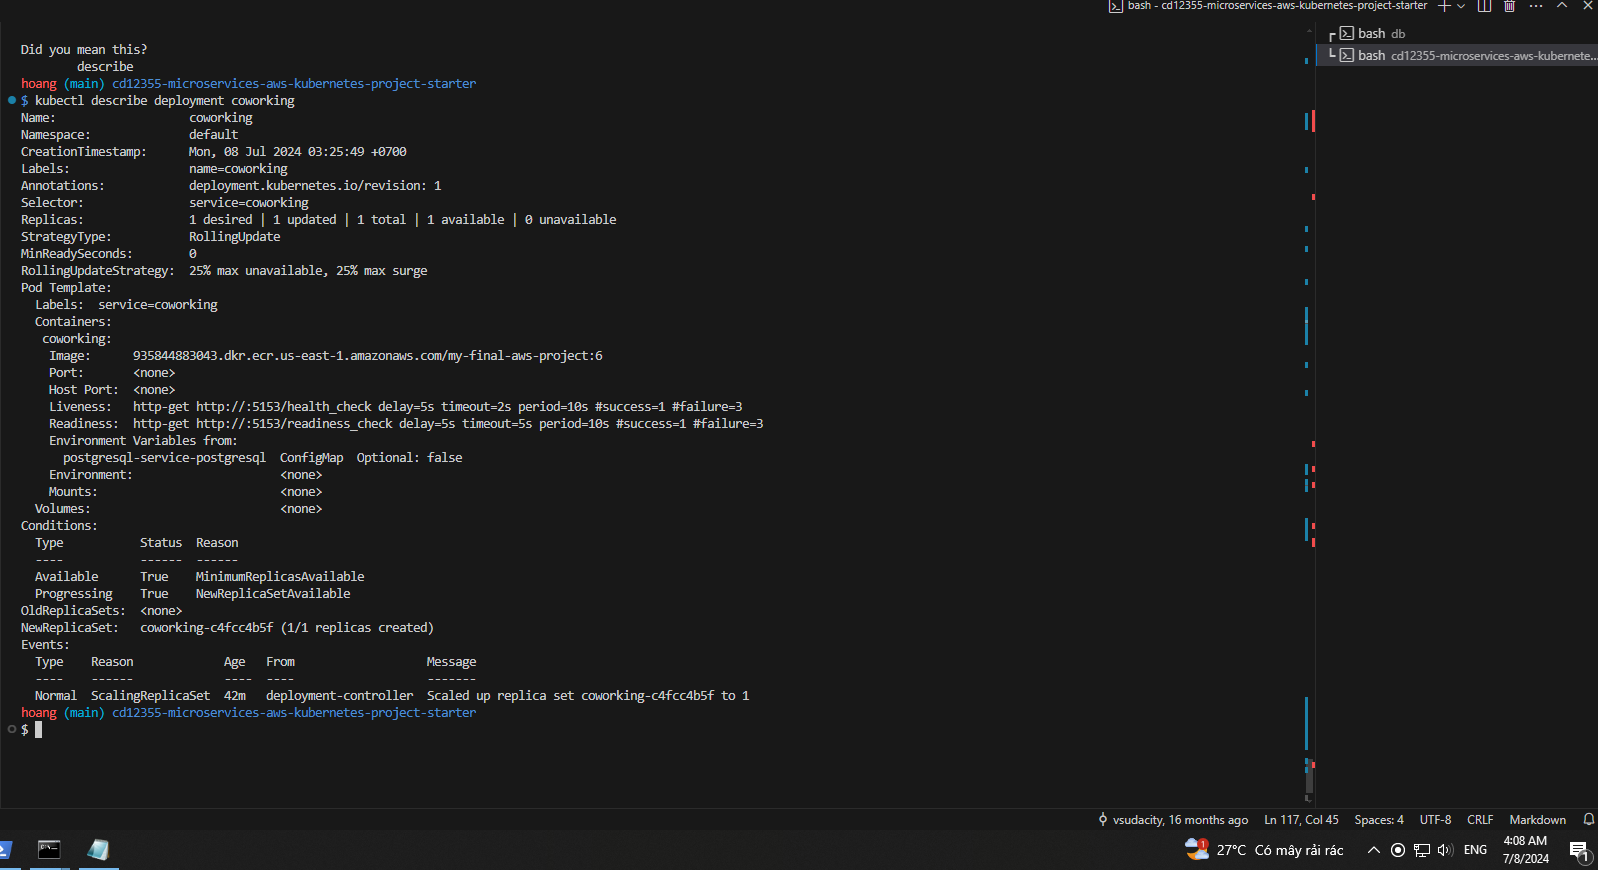 bash - cd12355-microservices-aws-kubernetes-project-starter
Did you mean this?
describe
hoang (main) cd12355-microservices-aws-kubernetes-project-starter
$ kubectl describe deployment coworking
Name: coworking
Namespace: default
CreationTimestamp: Mon, 08 Jul 2024 03:25:49 +0700
Labels: name=coworking
Annotations: deployment.kubernetes.io/revision: 1
Selector: service=coworking
Replicas: 1 desired | 1 updated | 1 total | 1 available | 0 unavailable
StrategyType: RollingUpdate
MinReadySeconds: 0
RollingUpdateStrategy: 25% max unavailable, 25% max surge
Pod Template:
Labels: service=coworking
Containers:
coworking:
Image: 935844883043.dkr.ecr.us-east-1.amazonaws.com/my-final-aws-project:6
Port: <none>
Host Port: <none>
Liveness: http-get http://:5153/health_check delay=5s timeout=2s period=10s #success=1 #failure=3
Readiness: http-get http://:5153/readiness_check delay=5s timeout=5s period=10s #success=1 #failure=3
Environment Variables from:
postgresql-service-postgresql ConfigMap Optional: false
Environment: <none>
Mounts: <none>
Volumes: <none>
Conditions:
Type Status Reason
---- ------ ------
Available True MinimumReplicasAvailable
Progressing True NewReplicaSetAvailable
OldReplicaSets: <none>
NewReplicaSet: coworking-c4fcc4b5f (1/1 replicas created)
Events:
Type Reason Age From Message
---- ------ ---- ---- -------
Normal ScalingReplicaSet 42m deployment-controller Scaled up replica set coworking-c4fcc4b5f to 1
hoang (main) cd12355-microservices-aws-kubernetes-project-starter
$
bash db
bash cd12355-microservices-aws-kubernete...
vsudacity, 16 months ago Ln 117, Col 45 Spaces: 4 UTF-8 CRLF Markdown
1 27°C Có mây rải rác ENG 4:08 AM
7/8/2024 1